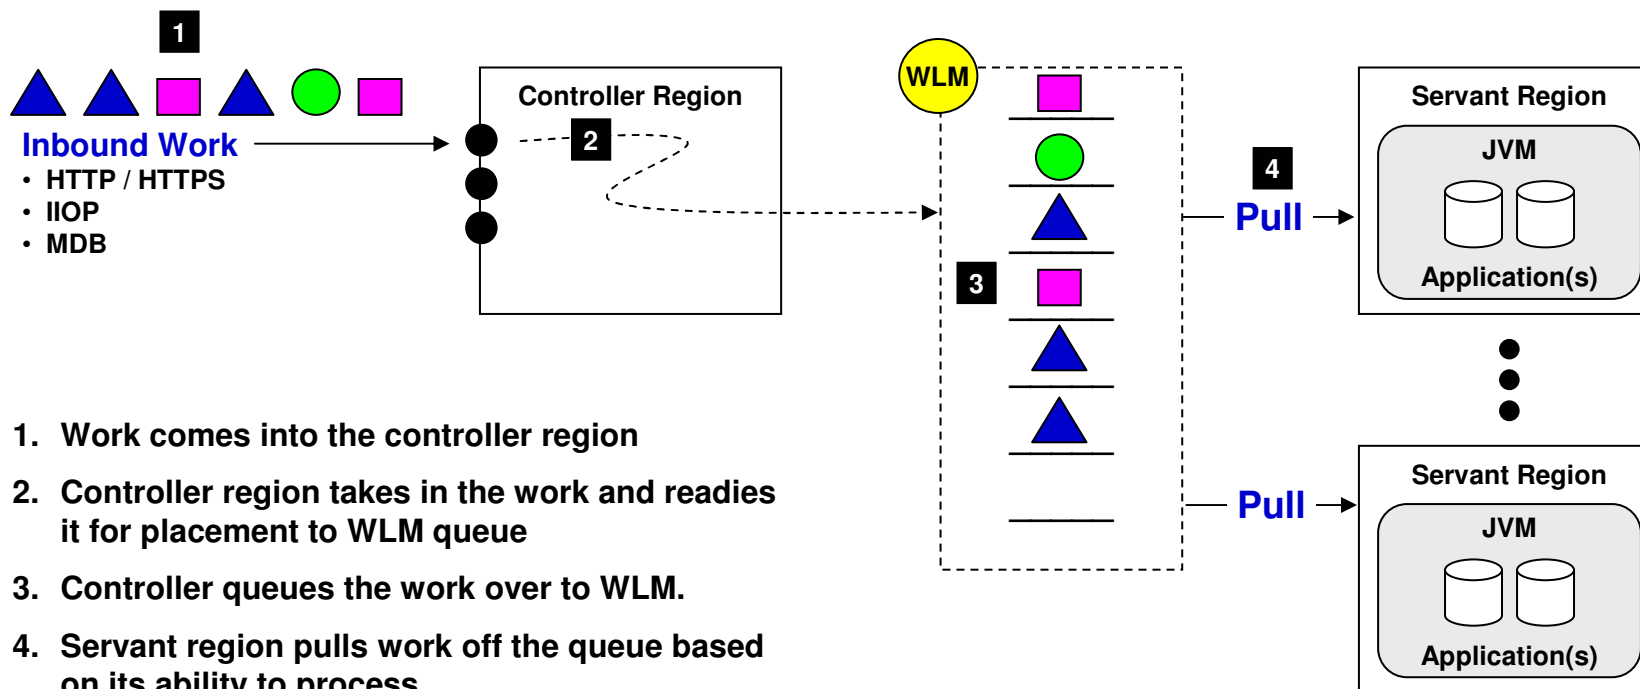 1
Inbound Work
• HTTP / HTTPS
• IIOP
• MDB
Controller Region
2
WLM
3
4
Pull
Servant Region
JVM
Application(s)
Pull
Servant Region
JVM
Application(s)
1. Work comes into the controller region
2. Controller region takes in the work and readies
it for placement to WLM queue
3. Controller queues the work over to WLM.
4. Servant region pulls work off the queue based
on its ability to process